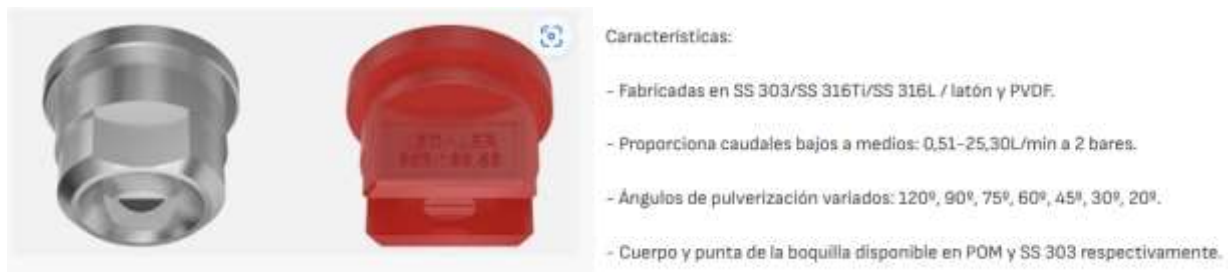 Características:
- Fabricadas en SS 303/SS 316Ti/SS 316L / latón y PVDF.
- Proporciona caudales bajos a medios: 0,51-25,30L/min a 2 bares.
- Ángulos de pulverización variados: 120º, 90º, 75º, 60º, 45º, 30º, 20º.
- Cuerpo y punta de la boquilla disponible en POM y SS 303 respectivamente.